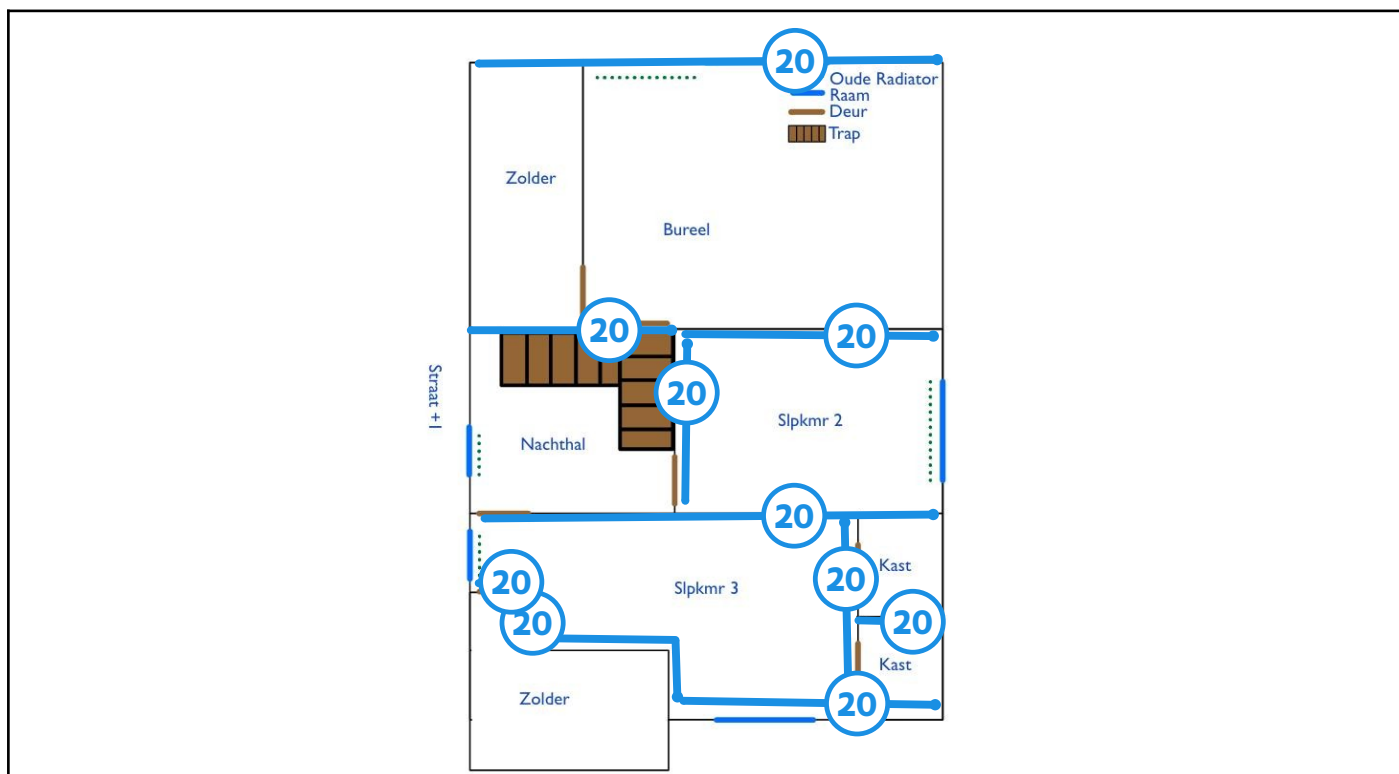 20
Oude Radiator
Raam
Deur
Trap
Zolder
Bureel
20
20
20
Straat +1
Slpkmr 2
Nachthal
20
20
Kast
20
Slpkmr 3
20
20
Kast
Zolder
20